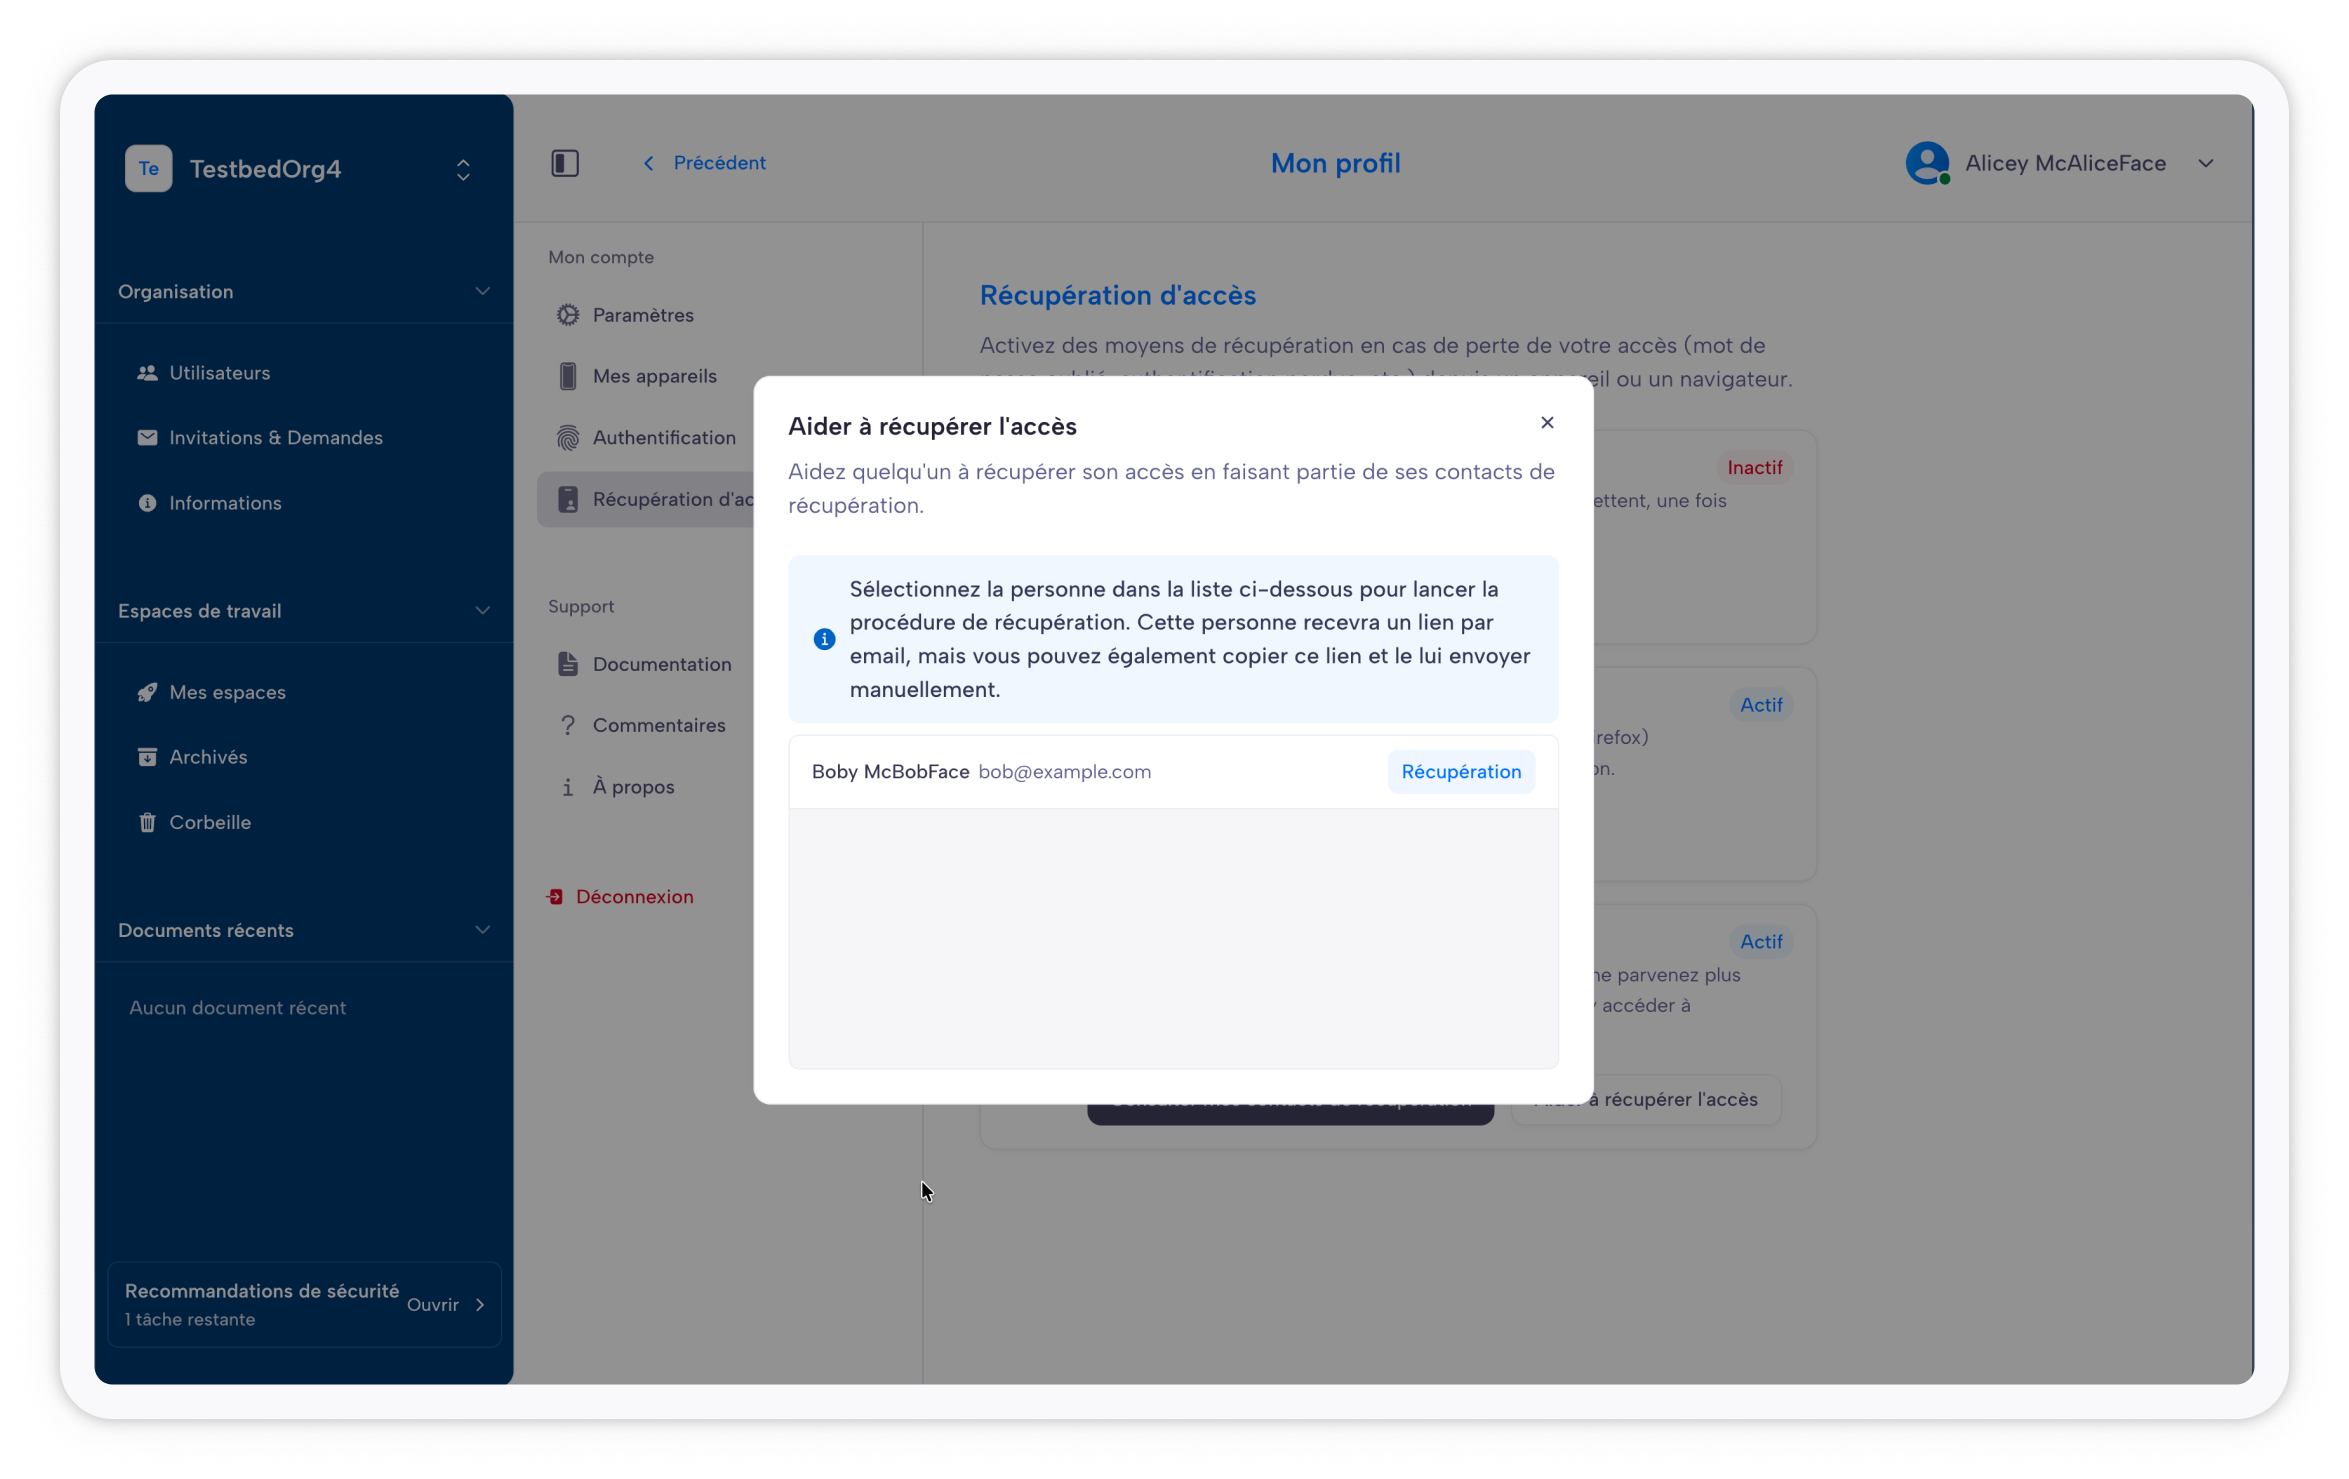 Te TestbedOrg4
Organisation
Utilisateurs
Invitations & Demandes
Informations
Espaces de travail
Mes espaces
Archivés
Corbeille
Documents récents
Aucun document récent
Recommandations de sécurité
1 tâche restante
Ouvrir
Précédent
Mon profil
Alicey McAliceFace
Mon compte
Paramètres
Mes appareils
Authentification
Récupération d'ac
Support
Documentation
? Commentaires
i À propos
Déconnexion
Récupération d'accès
Activez des moyens de récupération en cas de perte de votre accès (mot de
eil ou un navigateur.
Inactif
ettent, une fois
Actif
refox)
on.
Actif
ne parvenez plus
accéder à
à récupérer l'accès
Aider à récupérer l'accès
Aidez quelqu'un à récupérer son accès en faisant partie de ses contacts de
récupération.
Sélectionnez la personne dans la liste ci-dessous pour lancer la
procédure de récupération. Cette personne recevra un lien par
email, mais vous pouvez également copier ce lien et le lui envoyer
manuellement.
Boby McBobFace bob@example.com Récupération